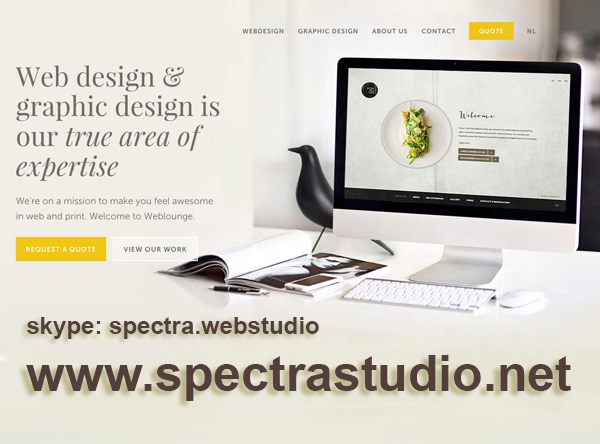 WEBDESIGN GRAPHIC DESIGN ABOUT US CONTACT QUOTE NL
Web design &
graphic design is
our true area of
expertise
We're on a mission to make you feel awesome
in web and print. Welcome to Weblounge.
REQUEST A QUOTE VIEW OUR WORK
Welcome
skype: spectra.webstudio
www.spectrastudio.net